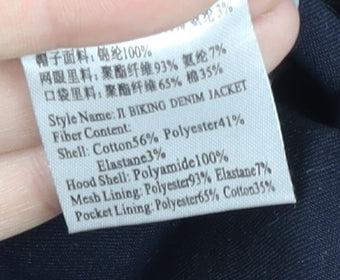 帽子面料: 锦纶100%
网眼里料: 聚酯纤维93% 氨纶7%
口袋里料: 聚酯纤维65% 棉35%
Style Name: JI BIKING DENIM JACKET
Fiber Content:
Shell: Cotton56% Polyester41%
Elastane3%
Hood Shell: Polyamide100%
Mesh Lining: Polyester93% Elastane7%
Pocket Lining: Polyester65% Cotton35%